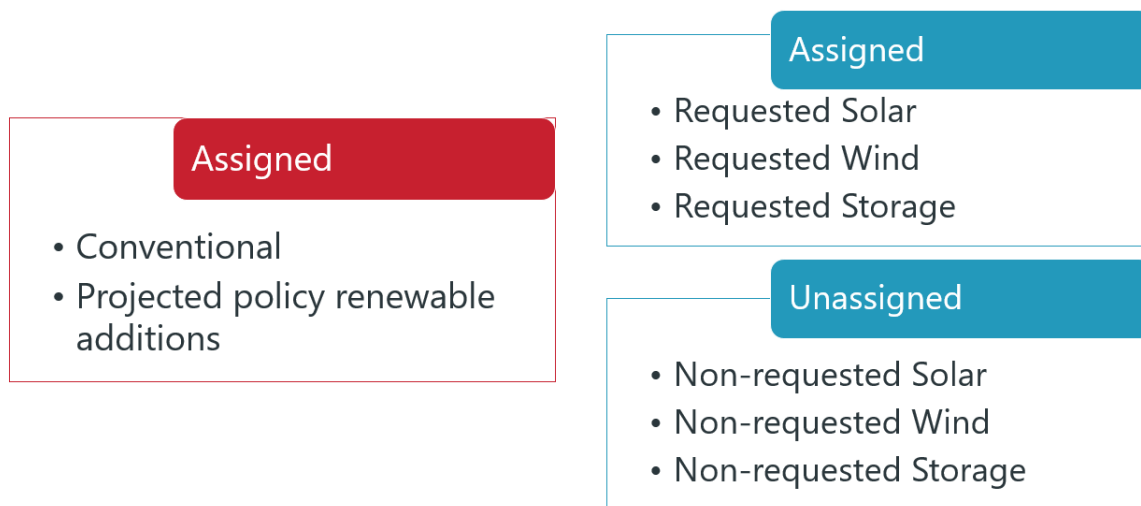 Assigned
• Conventional
• Projected policy renewable
additions
Assigned
• Requested Solar
• Requested Wind
• Requested Storage
Unassigned
• Non-requested Solar
• Non-requested Wind
• Non-requested Storage